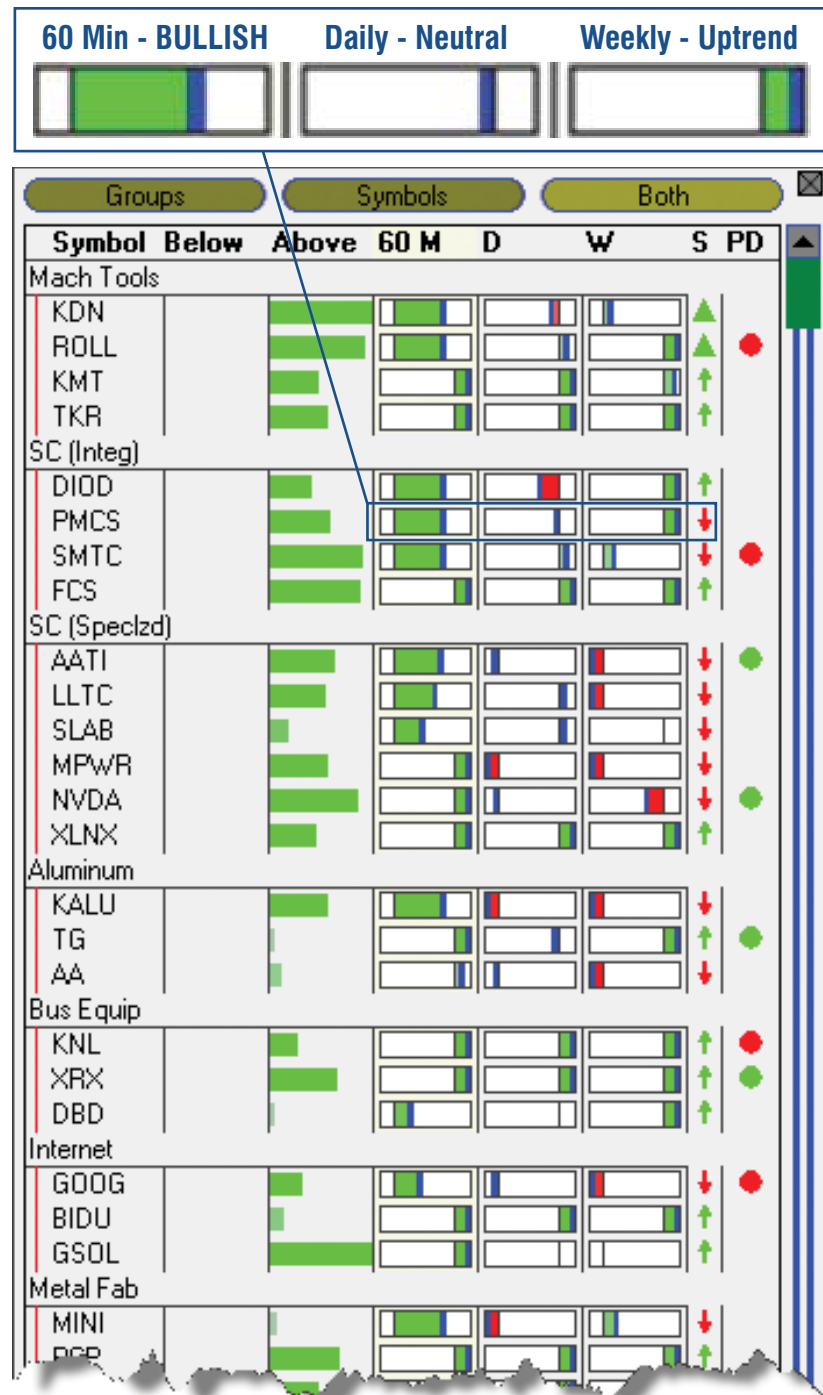 60 Min - BULLISH Daily - Neutral Weekly - Uptrend
Groups Symbols Both
Symbol Below Above 60 M D W S PD
Mach Tools
KDN
ROLL
KMT
TKR
SC (Integ)
DIOD
PMCS
SMTC
FCS
SC (Speclzd)
AATI
LLTC
SLAB
MPWR
NVDA
XLNX
Aluminum
KALU
TG
AA
Bus Equip
KNL
XRX
DBD
Internet
GOOG
BIDU
GSOL
Metal Fab
MINI